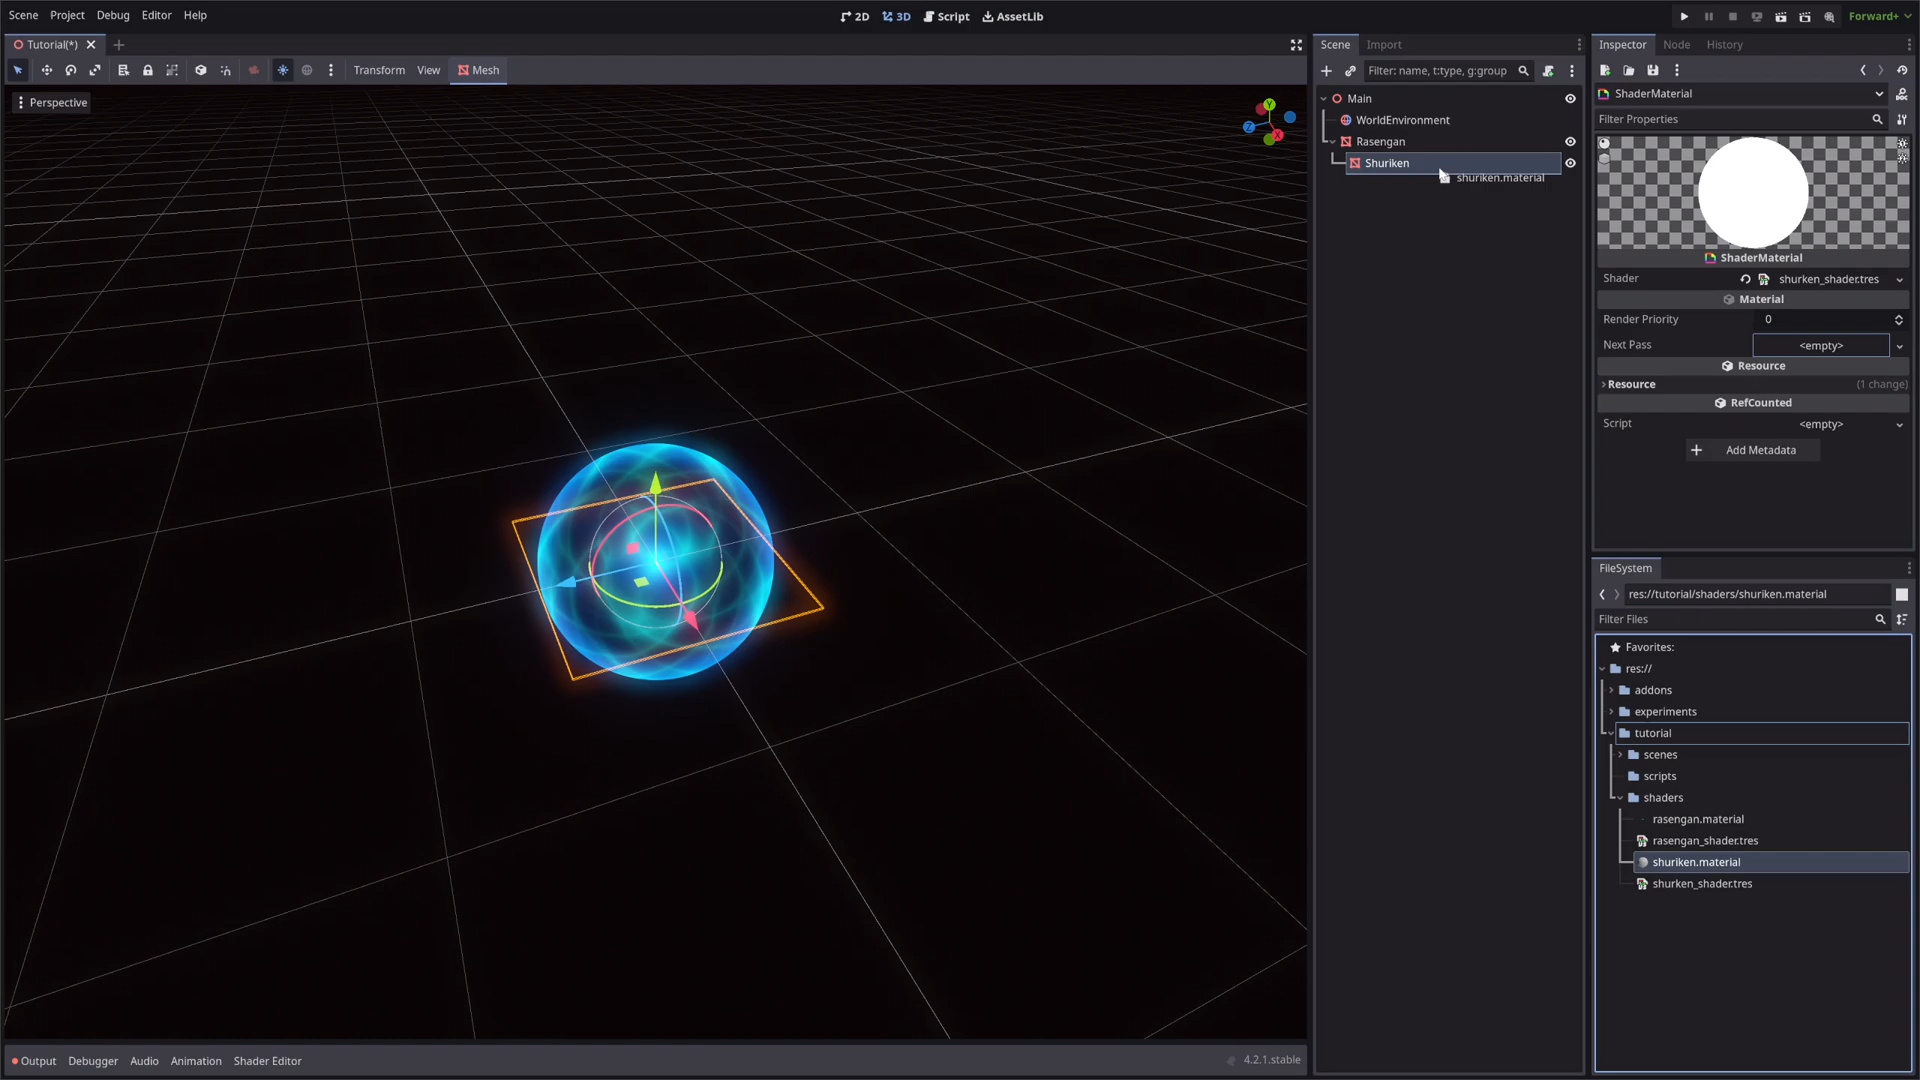 Scene Project Debug Editor Help
2D 3D Script AssetLib
Forward+
Tutorial(*)
Transform View Mesh
Perspective
Y
Z
X
Scene Import
Filter: name, t:type, g:group
Main
WorldEnvironment
Rasengan
Shuriken
shuriken.material
Inspector Node History
ShaderMaterial
Filter Properties
ShaderMaterial
Shader shurken_shader.tres
Material
Render Priority 0
Next Pass <empty>
Resource
Resource (1 change)
RefCounted
Script <empty>
Add Metadata
FileSystem
res://tutorial/shaders/shuriken.material
Filter Files
Favorites:
res://
addons
experiments
tutorial
scenes
scripts
shaders
rasengan.material
rasengan_shader.tres
shuriken.material
shurken_shader.tres
Output Debugger Audio Animation Shader Editor
4.2.1.stable